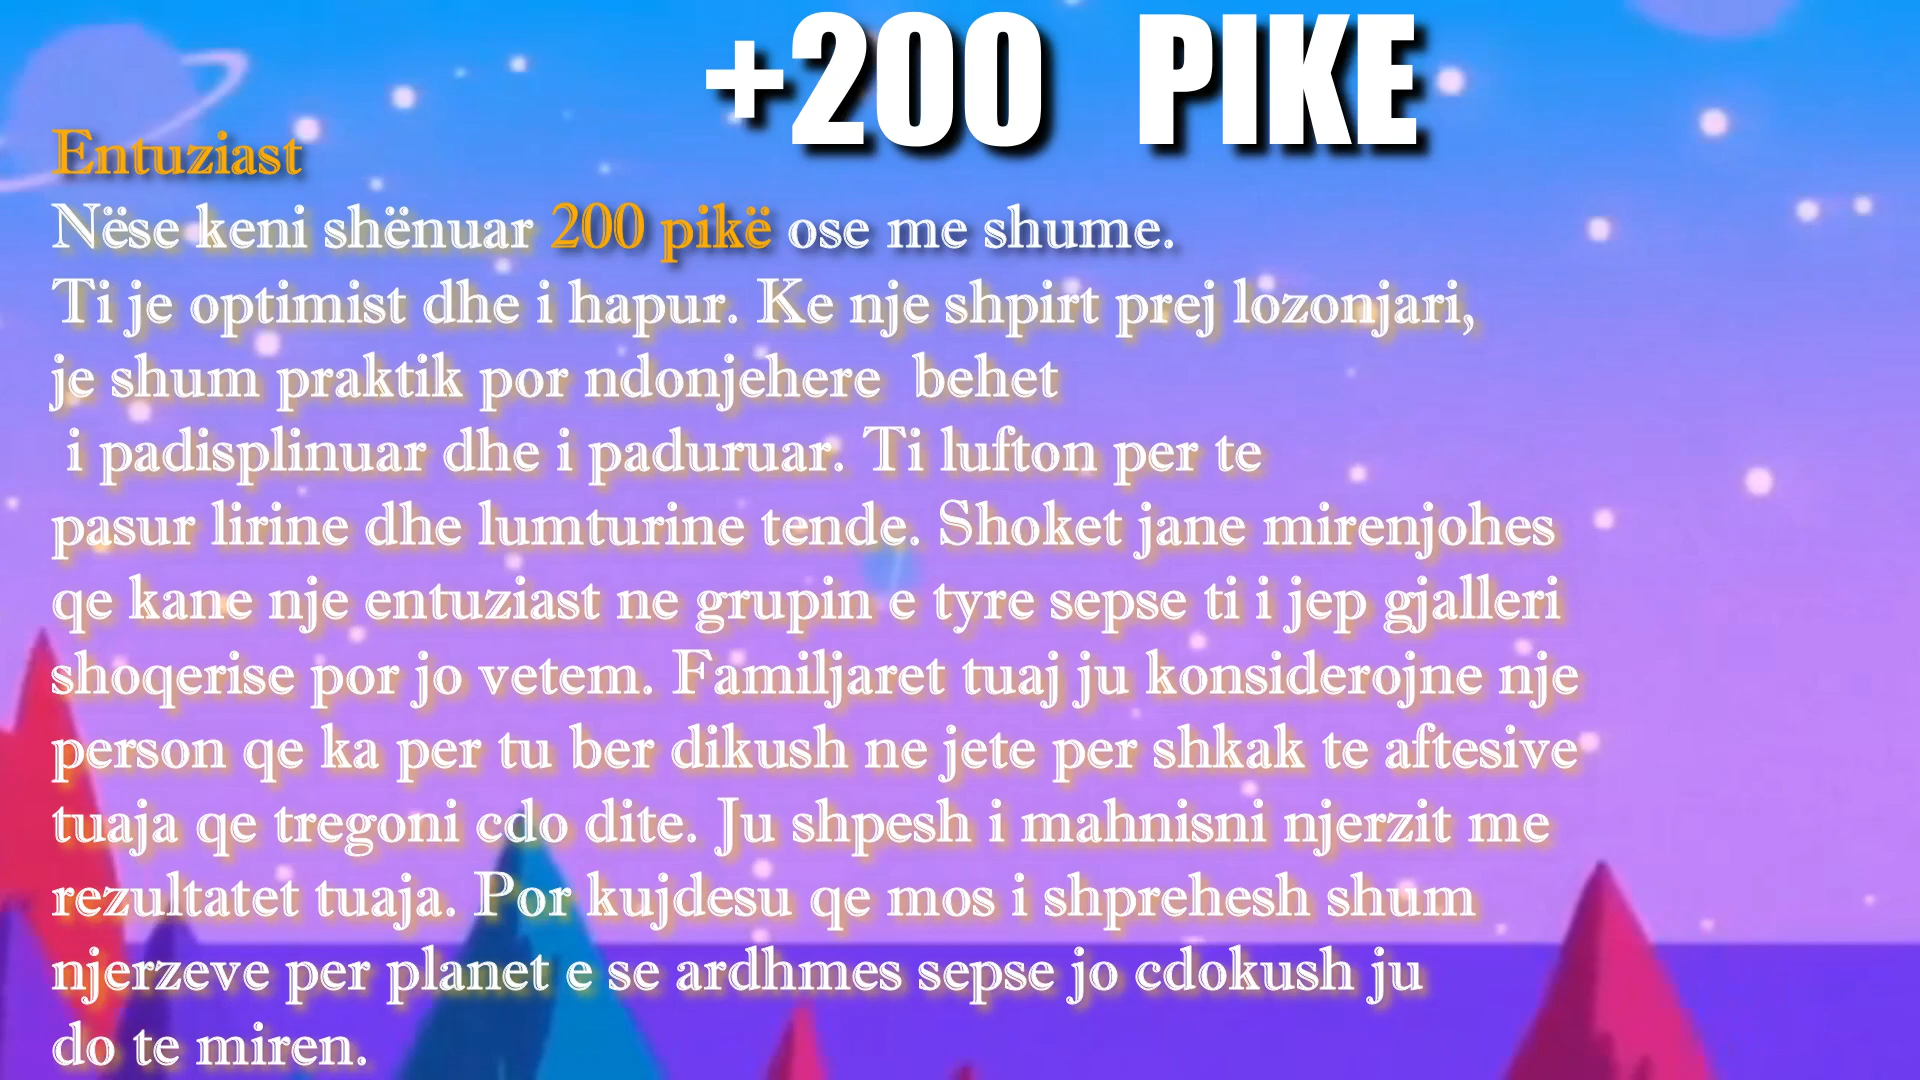 +200 PIKE
Entuziast
Nëse keni shënuar 200 pikë ose me shume.
Ti je optimist dhe i hapur. Ke nje shpirt prej lozonjari,
je shum praktik por ndonjehere behet
i padisplinuar dhe i paduruar. Ti lufton per te
pasur lirine dhe lumturine tende. Shoket jane mirenjohes
qe kane nje entuziast ne grupin e tyre sepse ti i jep gjalleri
shoqerise por jo vetem. Familjaret tuaj ju konsiderojne nje
person qe ka per tu ber dikush ne jete per shkak te aftesive
tuaja qe tregoni cdo dite. Ju shpesh i mahnisni njerzit me
rezultatet tuaja. Por kujdesu qe mos i shprehesh shum
njerzeve per planet e se ardhmes sepse jo cdokush ju
do te miren.